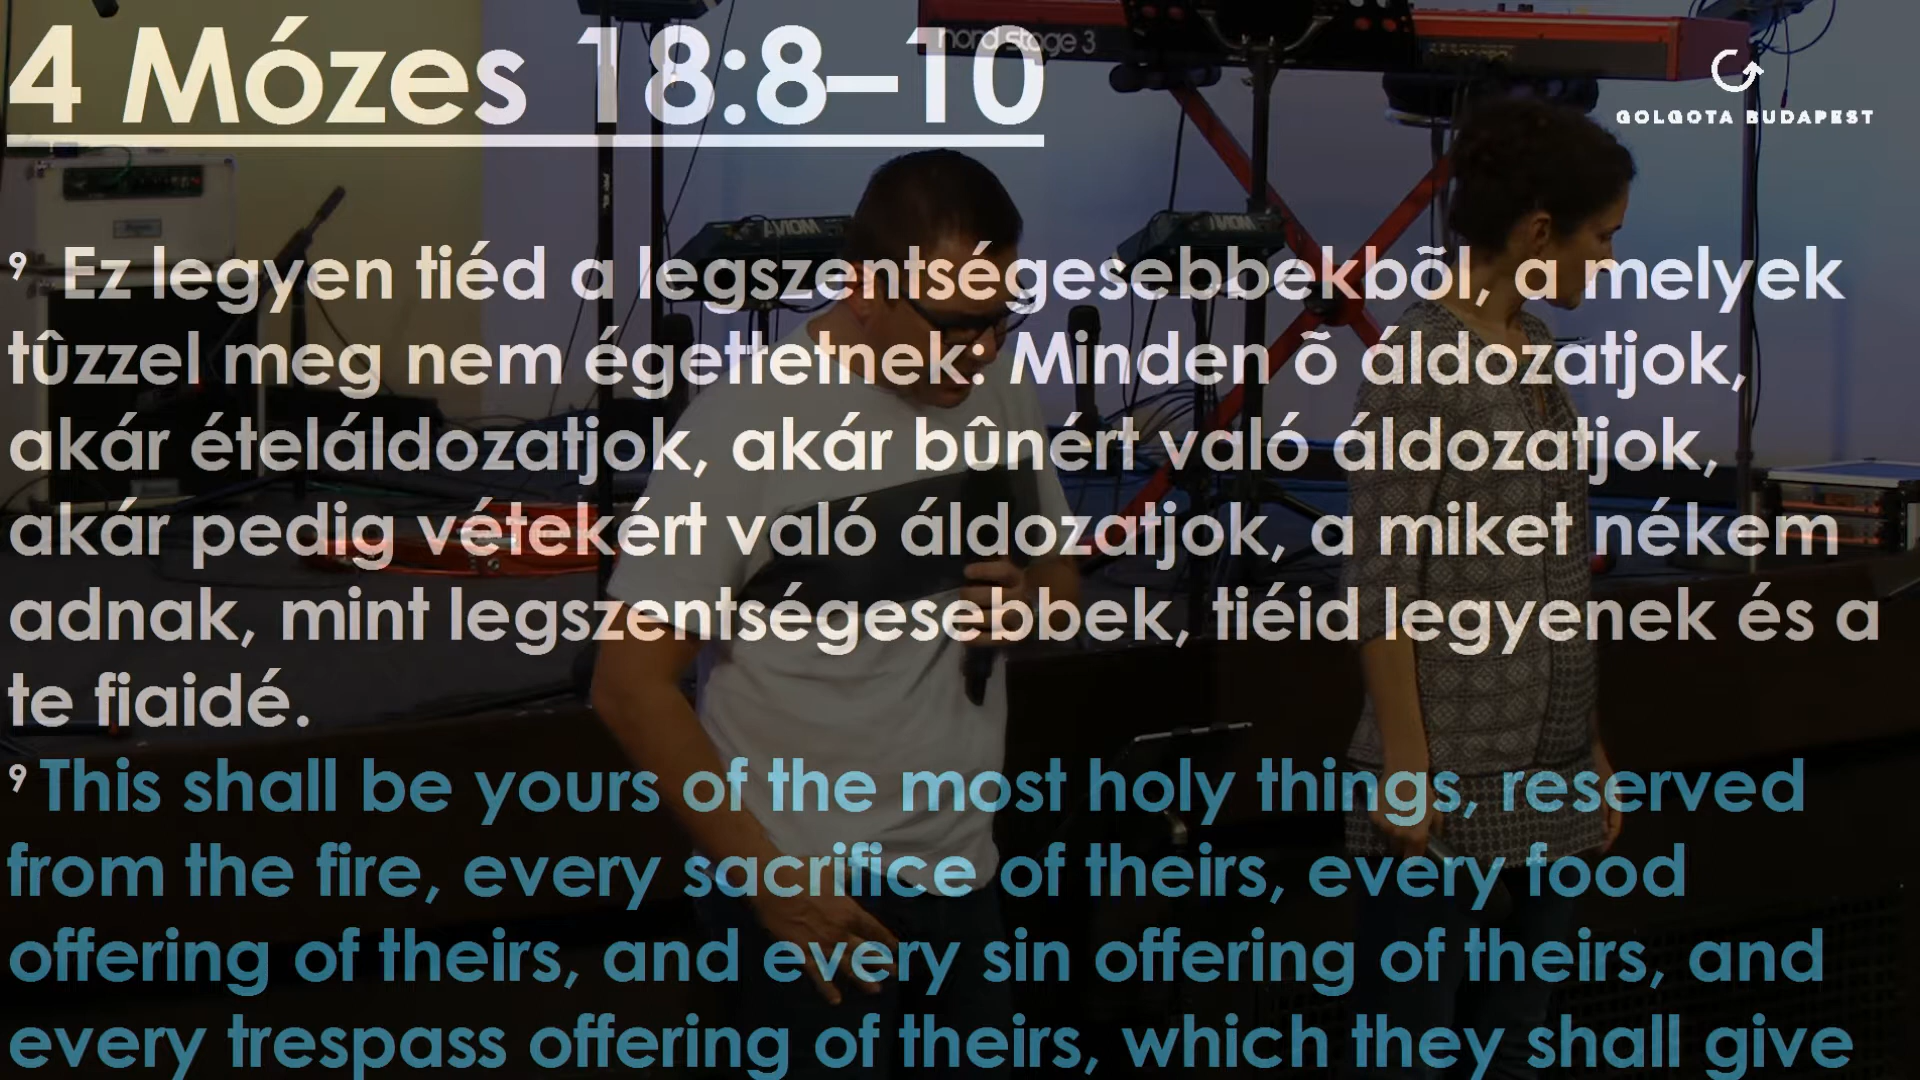 4 Mózes 18:8–10
nord stage 3
GOLGOTA BUDAPEST
AVIOM
AVIOM
⁹ Ez legyen tiéd a legszentségesebbekbõl, a melyek
tûzzel meg nem égettetnek: Minden õ áldozatjok,
akár ételáldozatjok, akár bûnért való áldozatjok,
akár pedig vétekért való áldozatjok, a miket nékem
adnak, mint legszentségesebbek, tiéid legyenek és a
te fiaidé.
⁹ This shall be yours of the most holy things, reserved
from the fire, every sacrifice of theirs, every food
offering of theirs, and every sin offering of theirs, and
every trespass offering of theirs, which they shall give